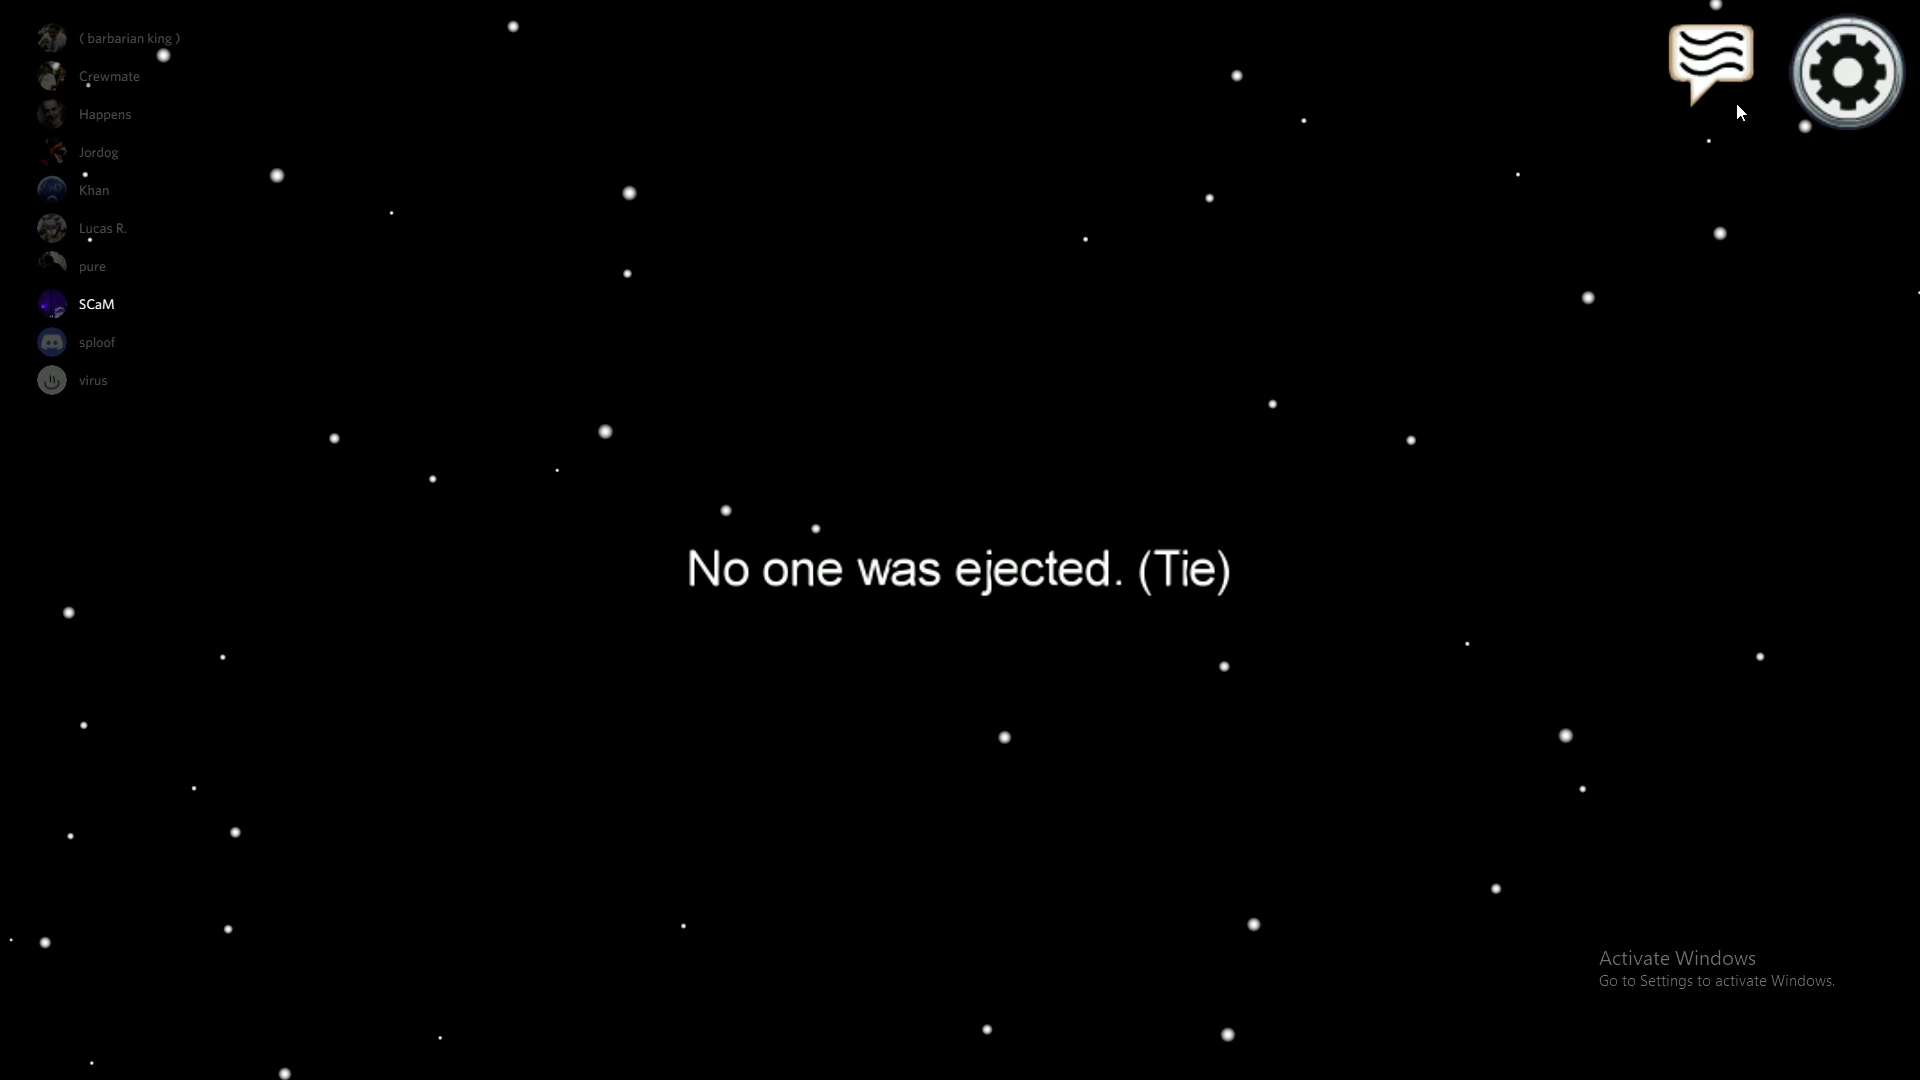 ( barbarian king )
Crewmate
Happens
Jordog
Khan
Lucas R.
pure
SCaM
sploof
virus
No one was ejected. (Tie)
Activate Windows
Go to Settings to activate Windows.